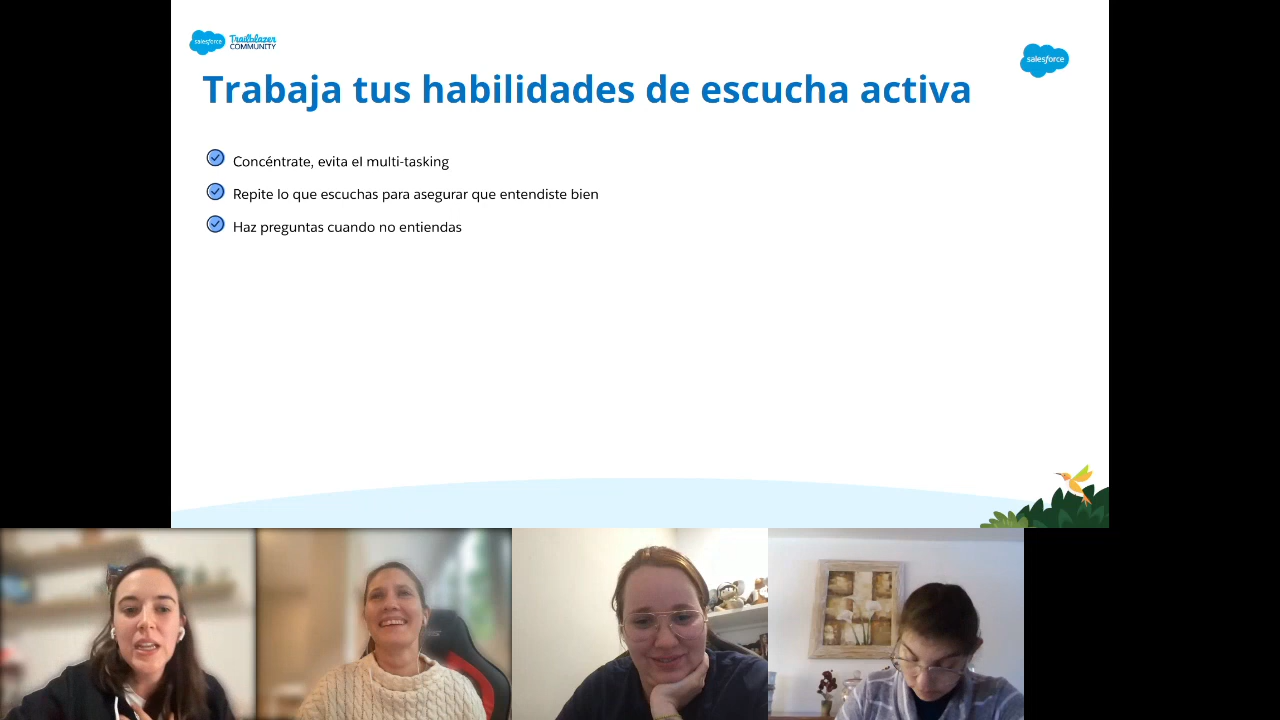 salesforce
Trailblazer
COMMUNITY
salesforce
Trabaja tus habilidades de escucha activa
Concéntrate, evita el multi-tasking
Repite lo que escuchas para asegurar que entendiste bien
Haz preguntas cuando no entiendas